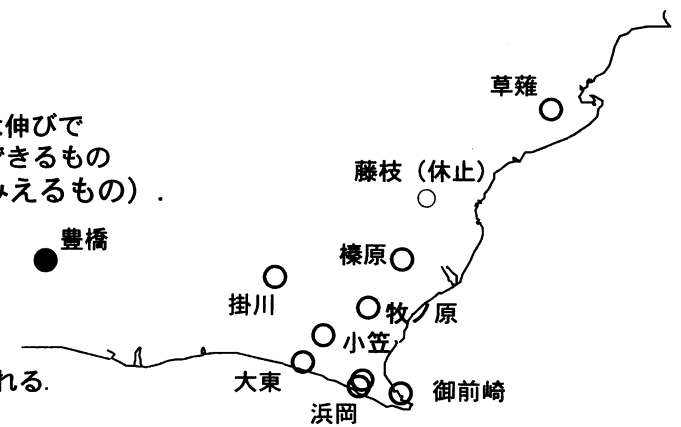 草薙
は伸びで
できるもの
藤枝（休止）
みえるもの）.
豊橋
榛原
掛川
牧ノ原
小笠
大東
れる.
御前崎
浜岡